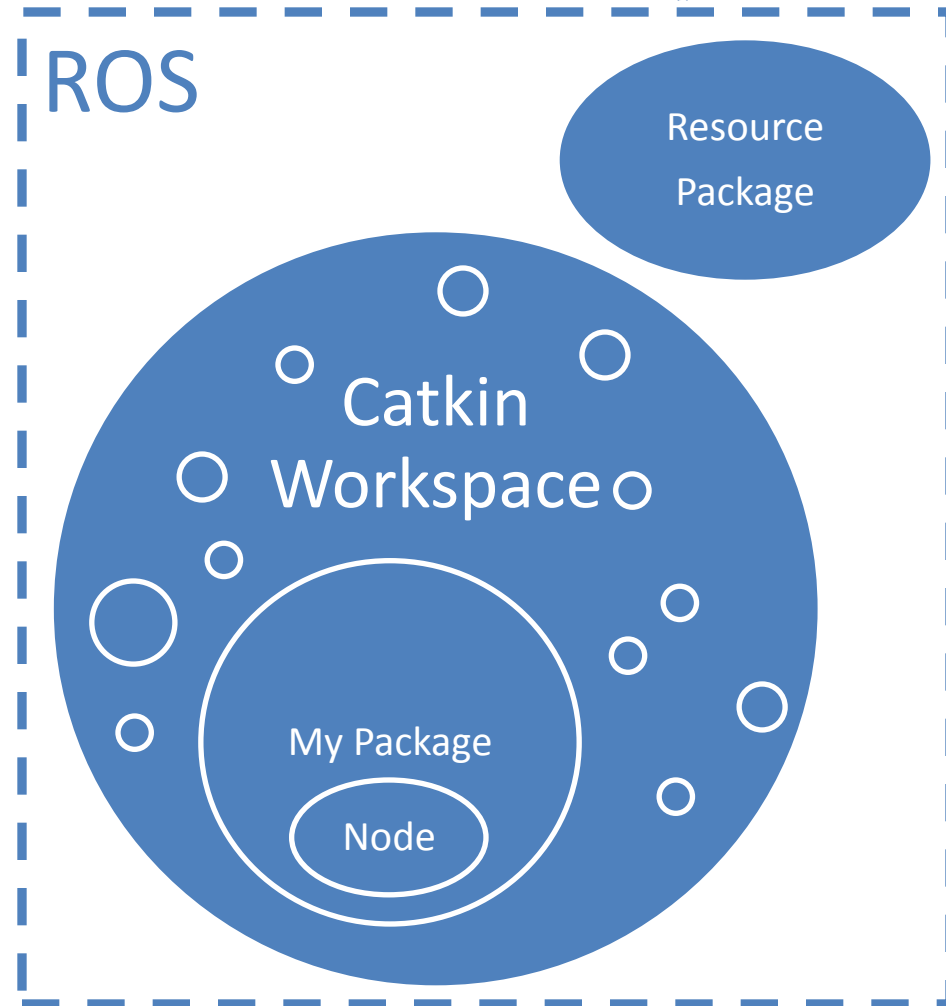 ROS
Resource
Package
Catkin
Workspace
My Package
Node